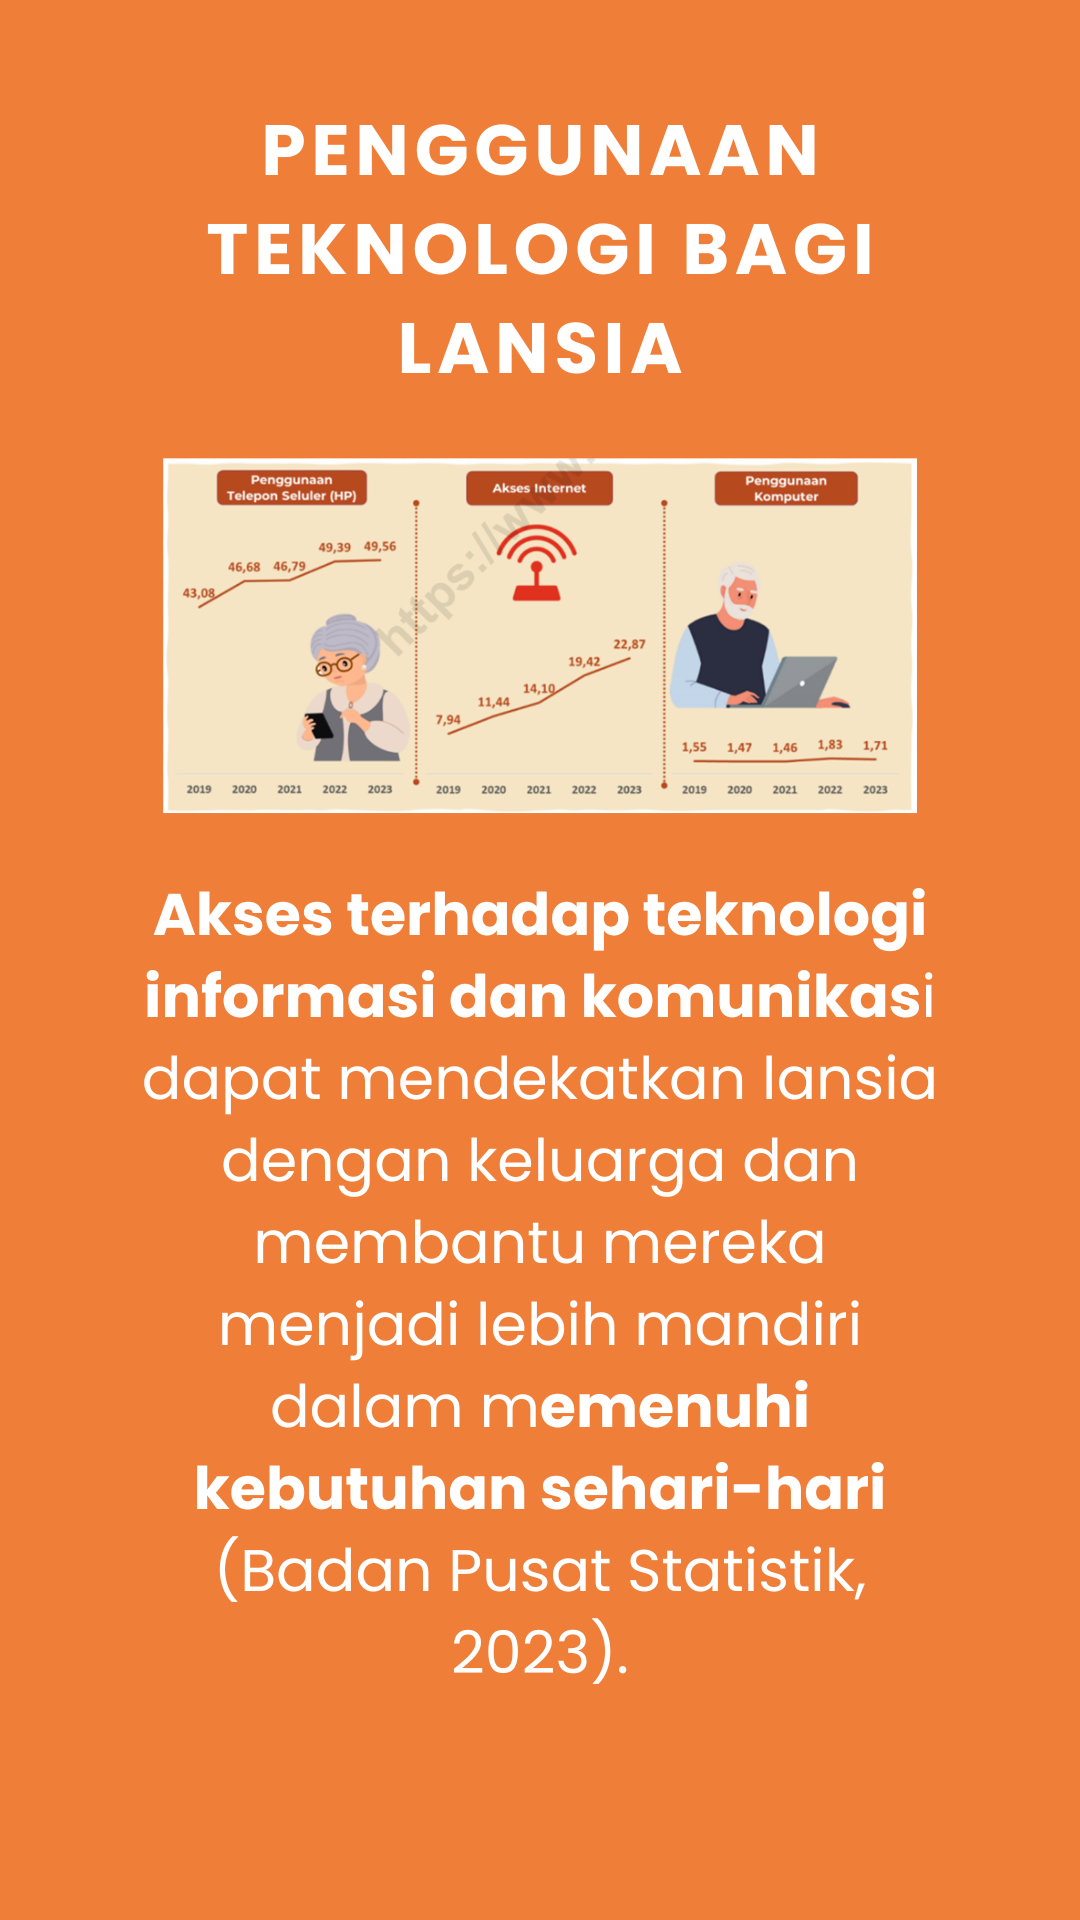 PENGGUNAAN
TEKNOLOGI BAGI
LANSIA
Penggunaan
Telepon Seluler (HP)
43,08
46,68
46,79
49,39
49,56
2019
2020
2021
2022
2023
Akses Internet
7,94
11,44
14,10
19,42
22,87
2019
2020
2021
2022
2023
Penggunaan
Komputer
1,55
1,47
1,46
1,83
1,71
2019
2020
2021
2022
2023
https://www.
Akses terhadap teknologi
informasi dan komunikasi
dapat mendekatkan lansia
dengan keluarga dan
membantu mereka
menjadi lebih mandiri
dalam memenuhi
kebutuhan sehari-hari
(Badan Pusat Statistik,
2023).